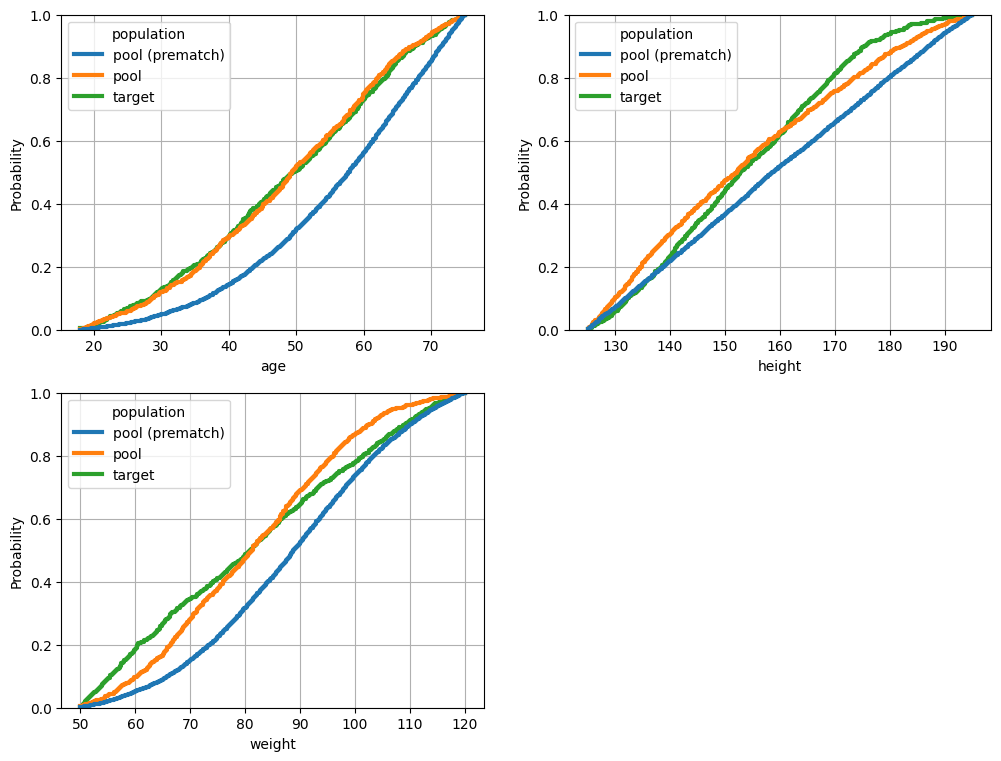 population
pool (prematch)
pool
target
Probability
1.0
0.8
0.6
0.4
0.2
0.0
20 30 40 50 60 70
age
population
pool (prematch)
pool
target
Probability
1.0
0.8
0.6
0.4
0.2
0.0
130 140 150 160 170 180 190
height
population
pool (prematch)
pool
target
Probability
1.0
0.8
0.6
0.4
0.2
0.0
50 60 70 80 90 100 110 120
weight